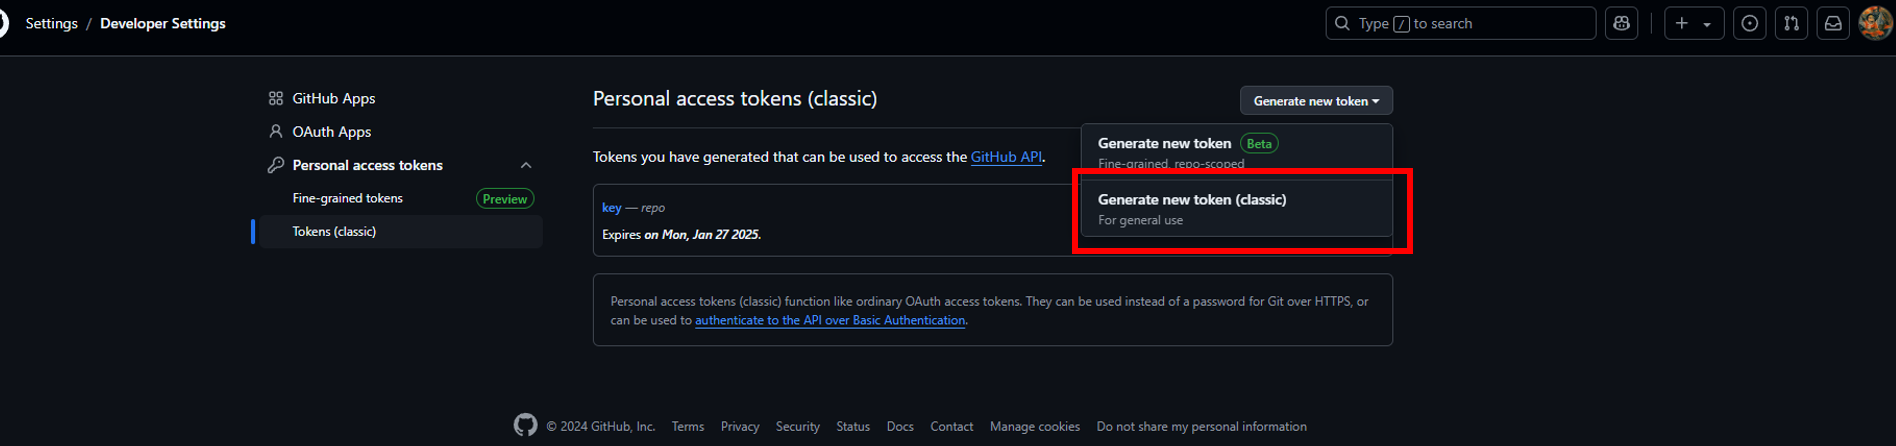 Settings / Developer Settings
Type / to search
GitHub Apps
OAuth Apps
Personal access tokens
Fine-grained tokens Preview
Tokens (classic)
Personal access tokens (classic)
Generate new token
Generate new token Beta
Fine-grained, repo-scoped
Generate new token (classic)
For general use
Tokens you have generated that can be used to access the GitHub API.
key — repo
Expires on Mon, Jan 27 2025.
Personal access tokens (classic) function like ordinary OAuth access tokens. They can be used instead of a password for Git over HTTPS, or
can be used to authenticate to the API over Basic Authentication.
© 2024 GitHub, Inc. Terms Privacy Security Status Docs Contact Manage cookies Do not share my personal information